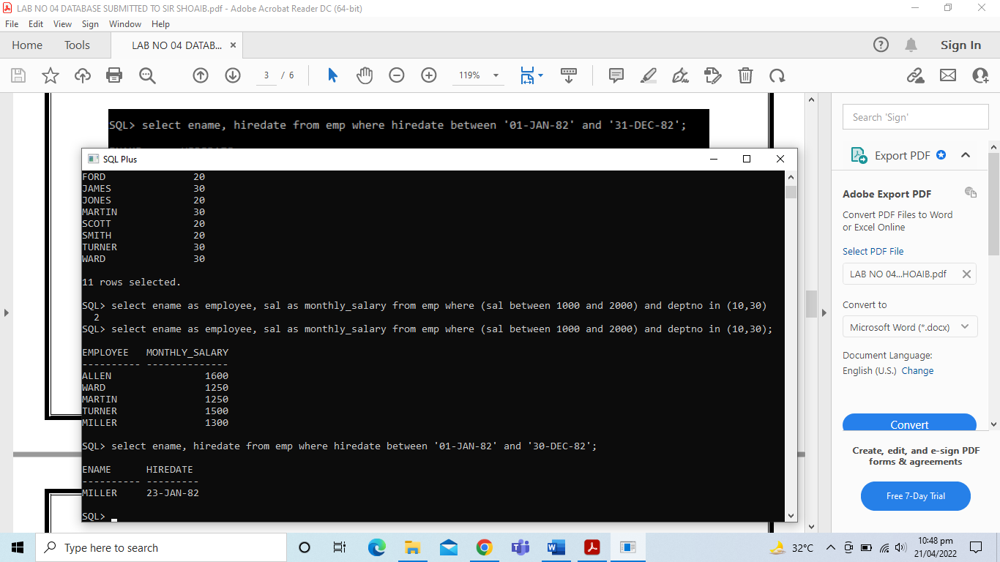 LAB NO 04 DATABASE SUBMITTED TO SIR SHOAIB.pdf - Adobe Acrobat Reader DC (64-bit)
File Edit View Sign Window Help
Home Tools LAB NO 04 DATAB... × Sign In
3 / 6 119%
SQL> select ename, hiredate from emp where hiredate between '01-JAN-82' and '31-DEC-82';
SQL Plus
FORD 20
JAMES 30
JONES 20
MARTIN 30
SCOTT 20
SMITH 20
TURNER 30
WARD 30
11 rows selected.
SQL> select ename as employee, sal as monthly_salary from emp where (sal between 1000 and 2000) and deptno in (10,30)
2
SQL> select ename as employee, sal as monthly_salary from emp where (sal between 1000 and 2000) and deptno in (10,30);
EMPLOYEE MONTHLY_SALARY
---------- --------------
ALLEN 1600
WARD 1250
MARTIN 1250
TURNER 1500
MILLER 1300
SQL> select ename, hiredate from emp where hiredate between '01-JAN-82' and '30-DEC-82';
ENAME HIREDATE
---------- ---------
MILLER 23-JAN-82
SQL>
Search 'Sign'
Export PDF
Adobe Export PDF
Convert PDF Files to Word
or Excel Online
Select PDF File
LAB NO 04...HOAIB.pdf
Convert to
Microsoft Word (*.docx)
Document Language:
English (U.S.) Change
Convert
Create, edit, and e-sign PDF
forms & agreements
Free 7-Day Trial
Type here to search
32°C
10:48 pm
21/04/2022